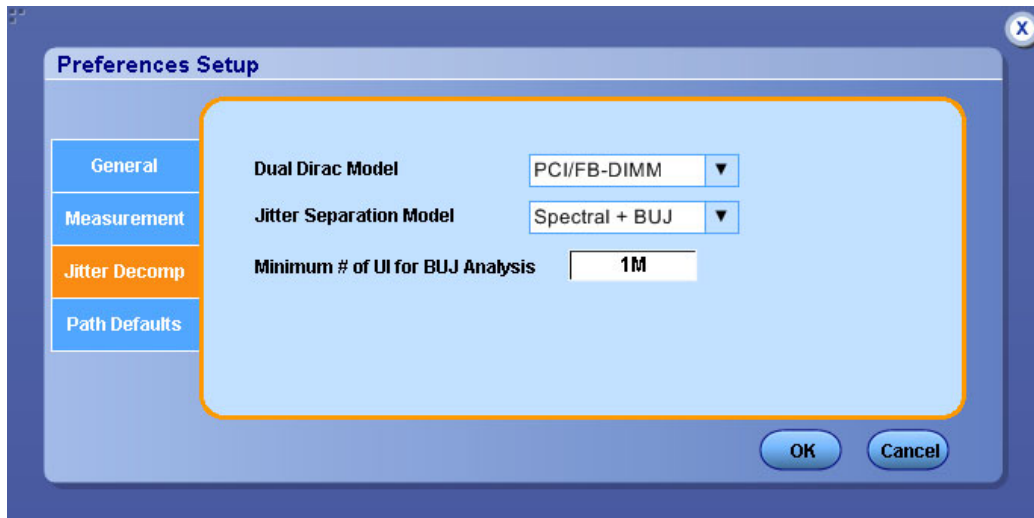 X
Preferences Setup
General
Measurement
Jitter Decomp
Path Defaults
Dual Dirac Model PCI/FB-DIMM
Jitter Separation Model Spectral + BUJ
Minimum # of UI for BUJ Analysis 1M
OK Cancel